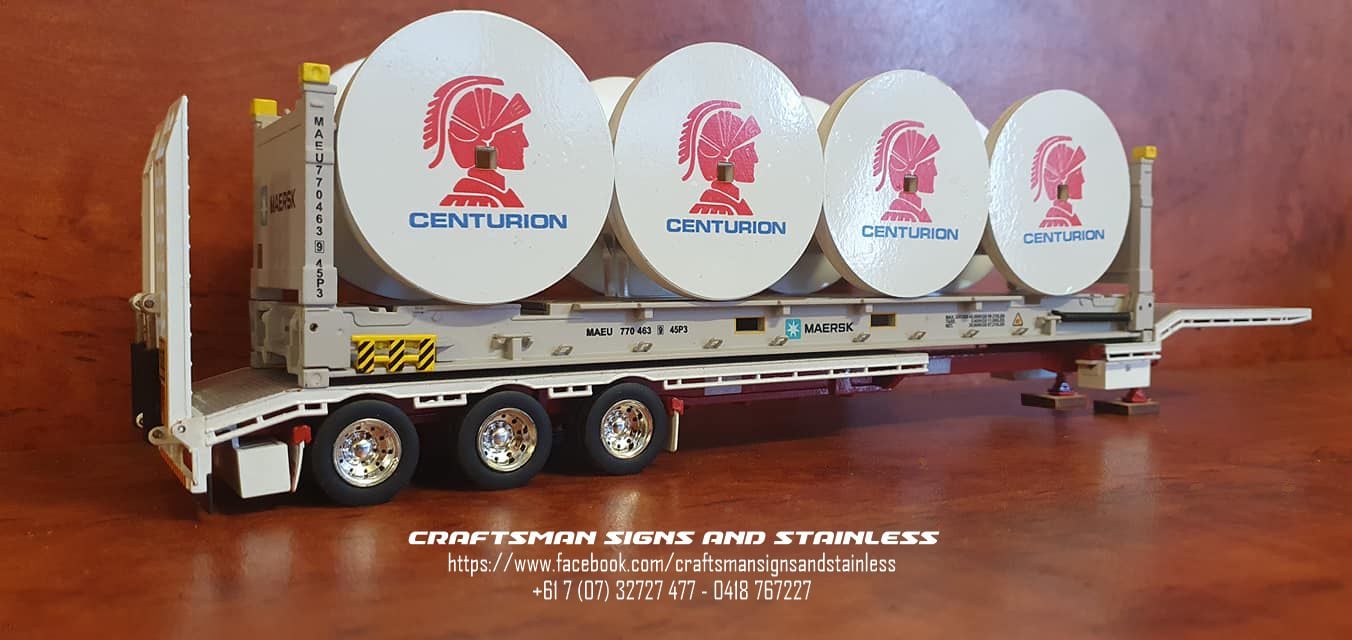 MAEU770463 9 45P3
MAERSK
CENTURION
CENTURION
CENTURION
CENTURION
MAEU 770 463 9 45P3
MAERSK
CRAFTSMAN SIGNS AND STAINLESS
https://www.facebook.com/craftsmansignsandstainless
+61 7 (07) 32727 477 - 0418 767227